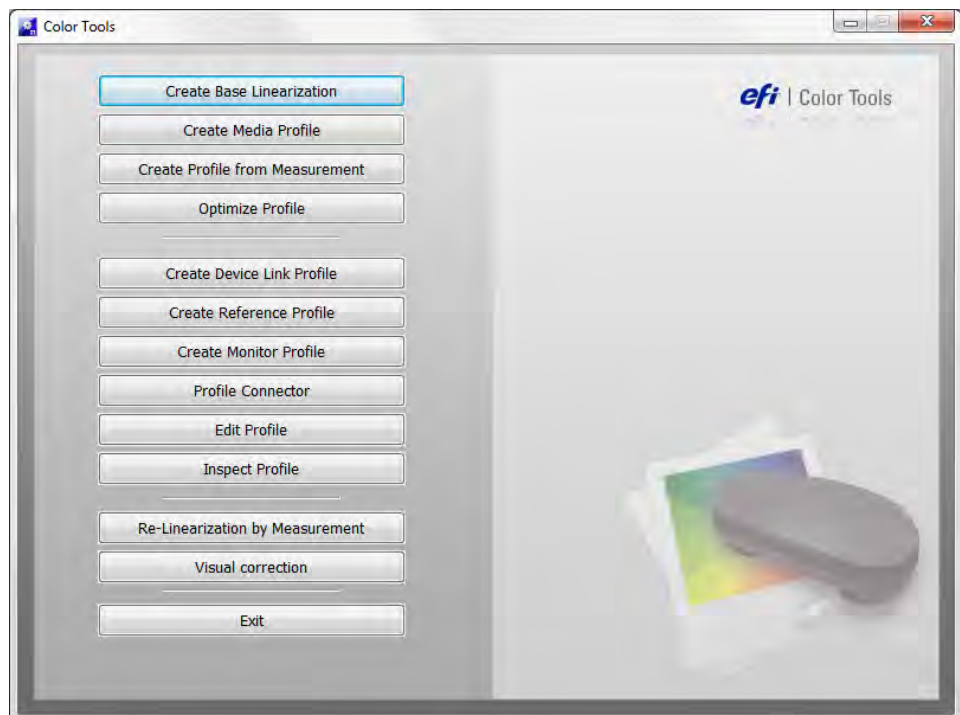 Color Tools
Create Base Linearization
efi | Color Tools
Create Media Profile
Create Profile from Measurement
Optimize Profile
Create Device Link Profile
Create Reference Profile
Create Monitor Profile
Profile Connector
Edit Profile
Inspect Profile
Re-Linearization by Measurement
Visual correction
Exit